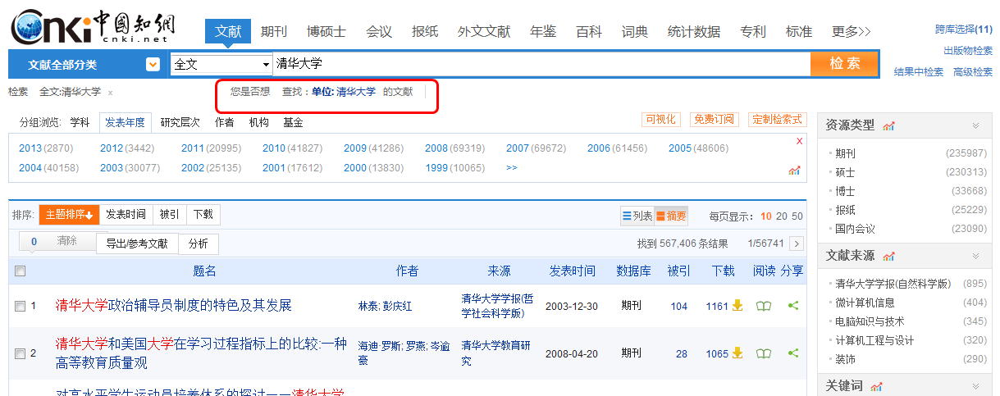 Cnki 中國知網
cnki.net
文献 期刊 博硕士 会议 报纸 外文文献 年鉴 百科 词典 统计数据 专利 标准 更多>>
跨库选择(11)
出版物检索
文献全部分类 全文 清华大学 检索
结果中检索 高级检索
检索 全文:清华大学 x 您是否想 查找：单位: 清华大学 的文献
分组浏览: 学科 发表年度 研究层次 作者 机构 基金 可视化 免费订阅 定制检索式
2013(2870) 2012(3442) 2011(20995) 2010(41827) 2009(41286) 2008(69319) 2007(69672) 2006(61456) 2005(48606) X
2004(40158) 2003(30077) 2002(25135) 2001(17612) 2000(13830) 1999(10065) >>
排序: 主题排序 发表时间 被引 下载 列表 摘要 每页显示: 10 20 50
0 清除 导出/参考文献 分析 找到 567,406 条结果 1/56741 >
题名 作者 来源 发表时间 数据库 被引 下载 阅读 分享
1 清华大学政治辅导员制度的特色及其发展 林泰; 彭庆红 清华大学学报(哲学社会科学版) 2003-12-30 期刊 104 1161
2 清华大学和美国大学在学习过程指标上的比较:一种高等教育质量观 海迪·罗斯; 罗燕; 岑逾豪 清华大学教育研究 2008-04-20 期刊 28 1065
对高水平学生运动员培养体系的探讨——清华大学
资源类型
期刊 (235987)
硕士 (230313)
博士 (33668)
报纸 (25229)
国内会议 (23090)
文献来源
清华大学学报(自然科学版) (895)
微计算机信息 (404)
电脑知识与技术 (345)
计算机工程与设计 (320)
装饰 (290)
关键词